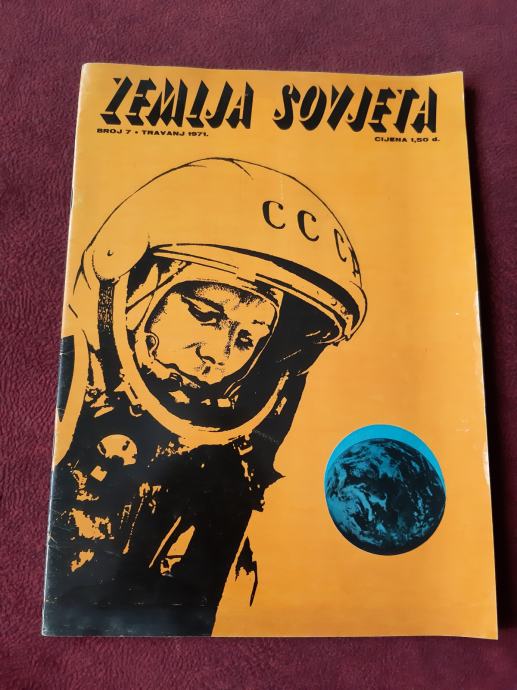 ZEMLJA SOVJETA
BROJ 7 • TRAVANJ 1971.
CIJENA 1,50 d.
CCCP